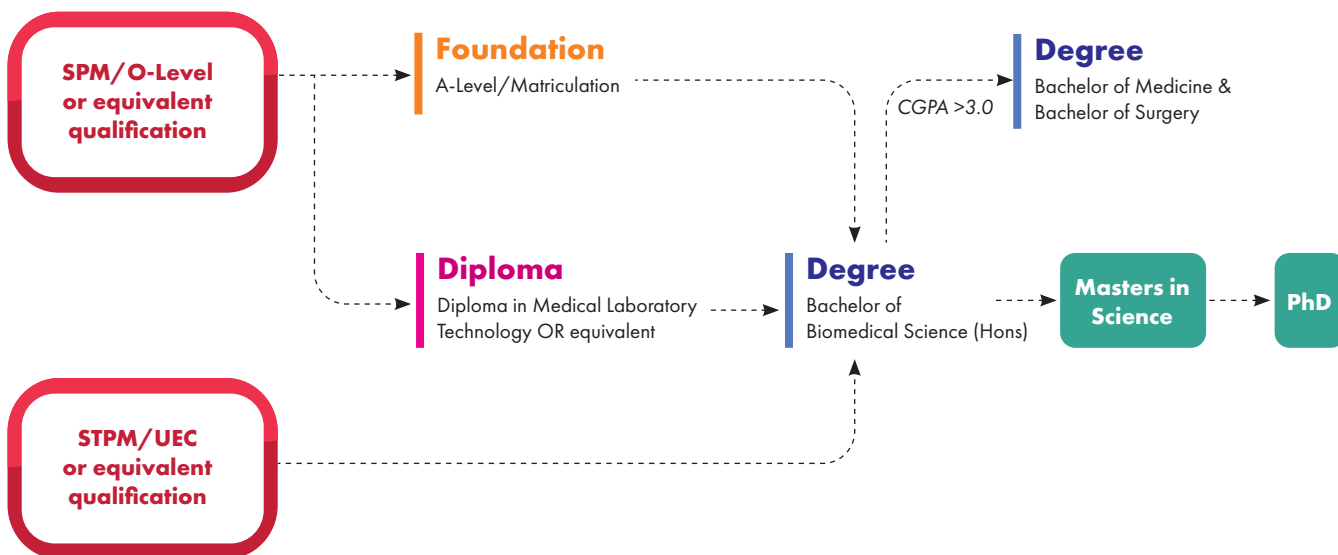 SPM/O-Level
or equivalent
qualification
Foundation
A-Level/Matriculation
CGPA >3.0
Degree
Bachelor of Medicine &
Bachelor of Surgery
Diploma
Diploma in Medical Laboratory
Technology OR equivalent
Degree
Bachelor of
Biomedical Science (Hons)
Masters in
Science
PhD
STPM/UEC
or equivalent
qualification